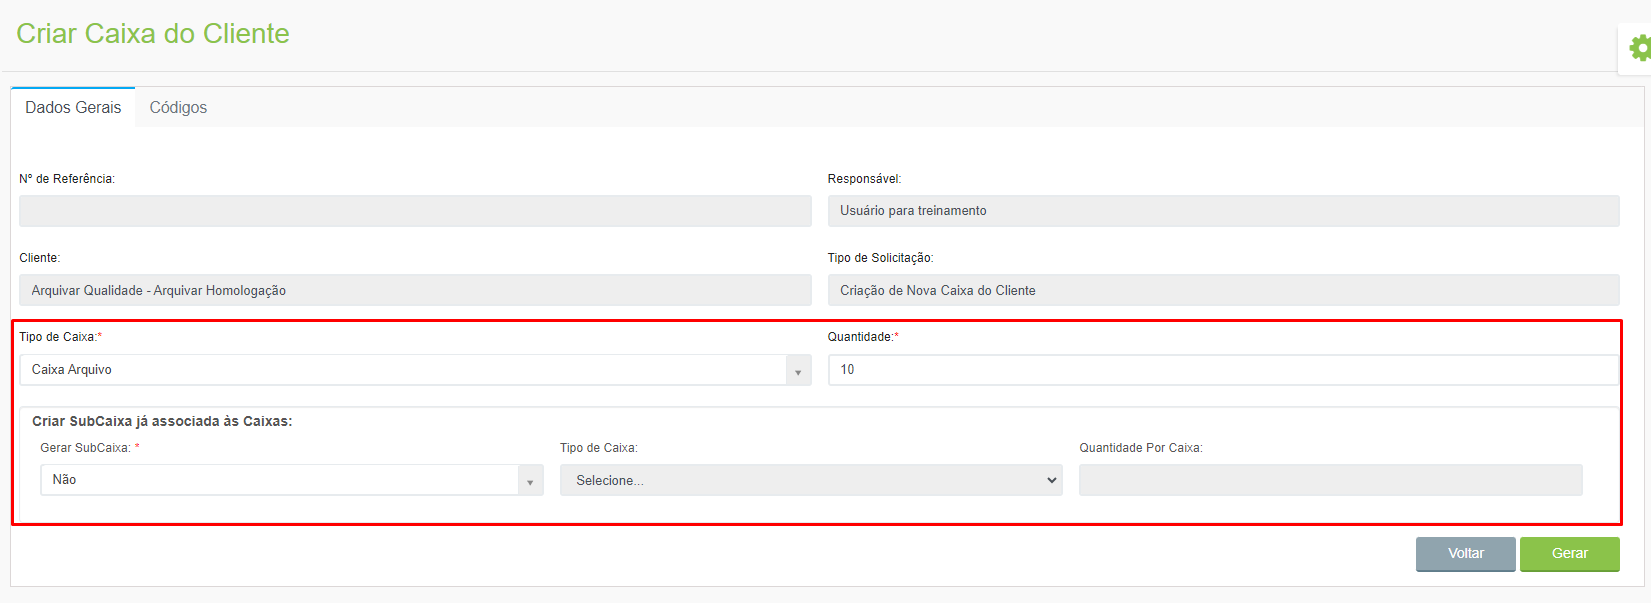 Criar Caixa do Cliente
Dados Gerais Códigos
Nº de Referência: Responsável:
Usuário para treinamento
Cliente: Tipo de Solicitação:
Arquivar Qualidade - Arquivar Homologação Criação de Nova Caixa do Cliente
Tipo de Caixa:* Quantidade:*
Caixa Arquivo 10
Criar SubCaixa já associada às Caixas:
Gerar SubCaixa: * Tipo de Caixa: Quantidade Por Caixa:
Não Selecione...
Voltar Gerar